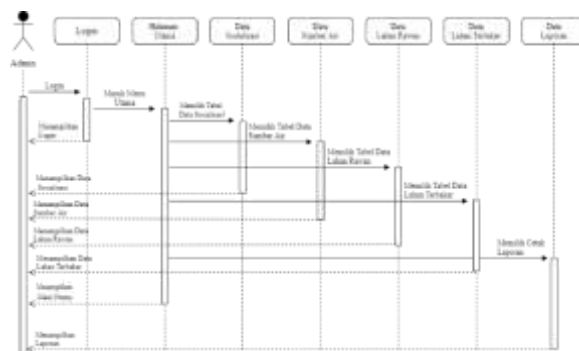 Login
Halaman
Utama
Data
Sosialisasi
Data
Sumber Air
Data
Lahan Rawan
Data
Lahan Terbakar
Data
Laporan
Admin
Login
Masuk Menu
Utama
Memilih Tabel
Data Sosialisasi
Memilih Tabel Data
Sumber Air
Memilih Tabel Data
Lahan Rawan
Memilih Tabel Data
Lahan Terbakar
Memilih Cetak
Laporan
Menampilkan
Login
Menampilkan Data
Sosialisasi
Menampilkan Data
Sumber Air
Menampilkan Data
Lahan Rawan
Menampilkan Data
Lahan Terbakar
Menampilkan
Menu
Menampilkan
Laporan